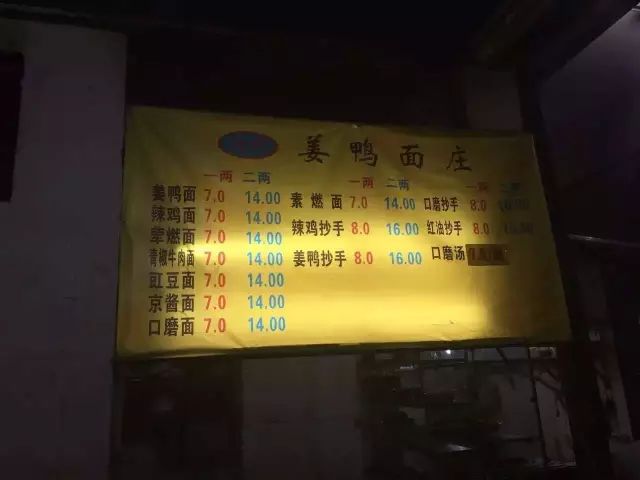 姜鸭面庄
一两 二两
姜鸭面 7.0 14.00
辣鸡面 7.0 14.00
荤燃面 7.0 14.00
青椒牛肉面 7.0 14.00
豇豆面 7.0 14.00
京酱面 7.0 14.00
口磨面 7.0 14.00
一两 二两
素燃面 7.0 14.00
辣鸡抄手 8.0 16.00
姜鸭抄手 8.0 16.00
一两 二两
口磨抄手 8.0 16.00
红油抄手 8.0 16.00
口磨汤